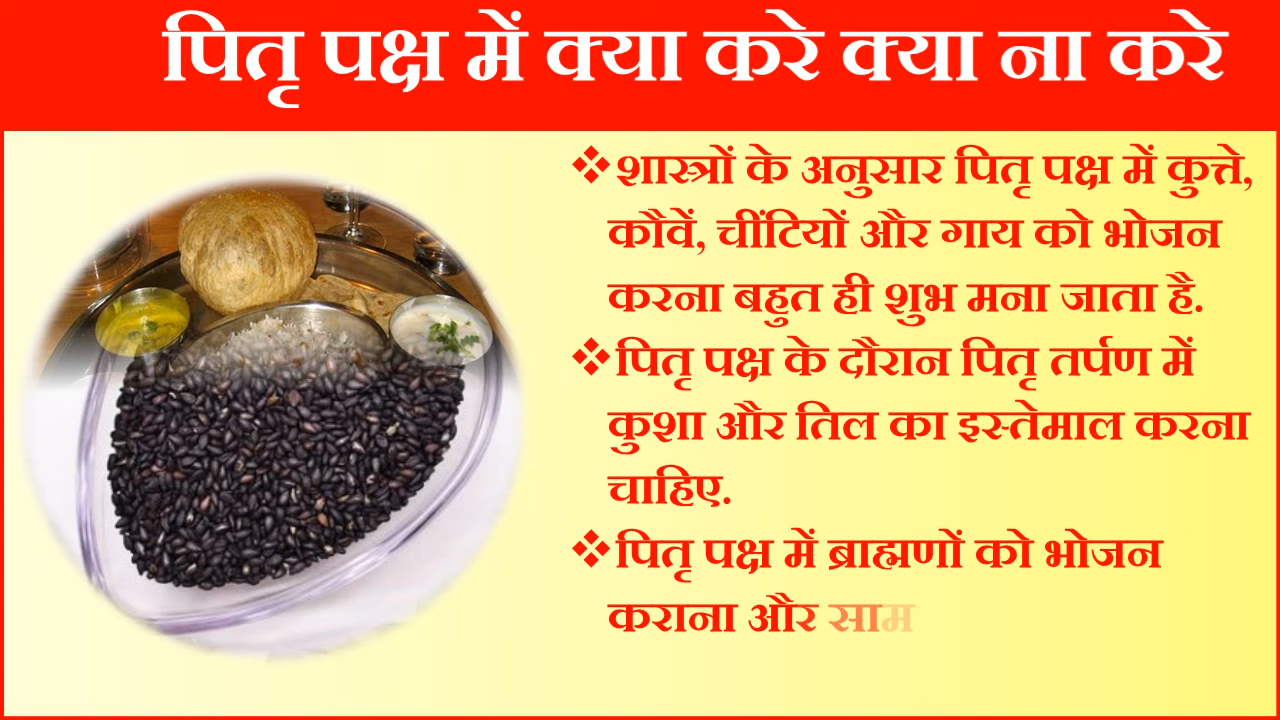 पितृ पक्ष में क्या करे क्या ना करे
❖शास्त्रों के अनुसार पितृ पक्ष में कुत्ते,
कौवें, चींटियों और गाय को भोजन
करना बहुत ही शुभ मना जाता है.
❖पितृ पक्ष के दौरान पितृ तर्पण में
कुशा और तिल का इस्तेमाल करना
चाहिए.
❖पितृ पक्ष में ब्राह्मणों को भोजन
कराना और साम